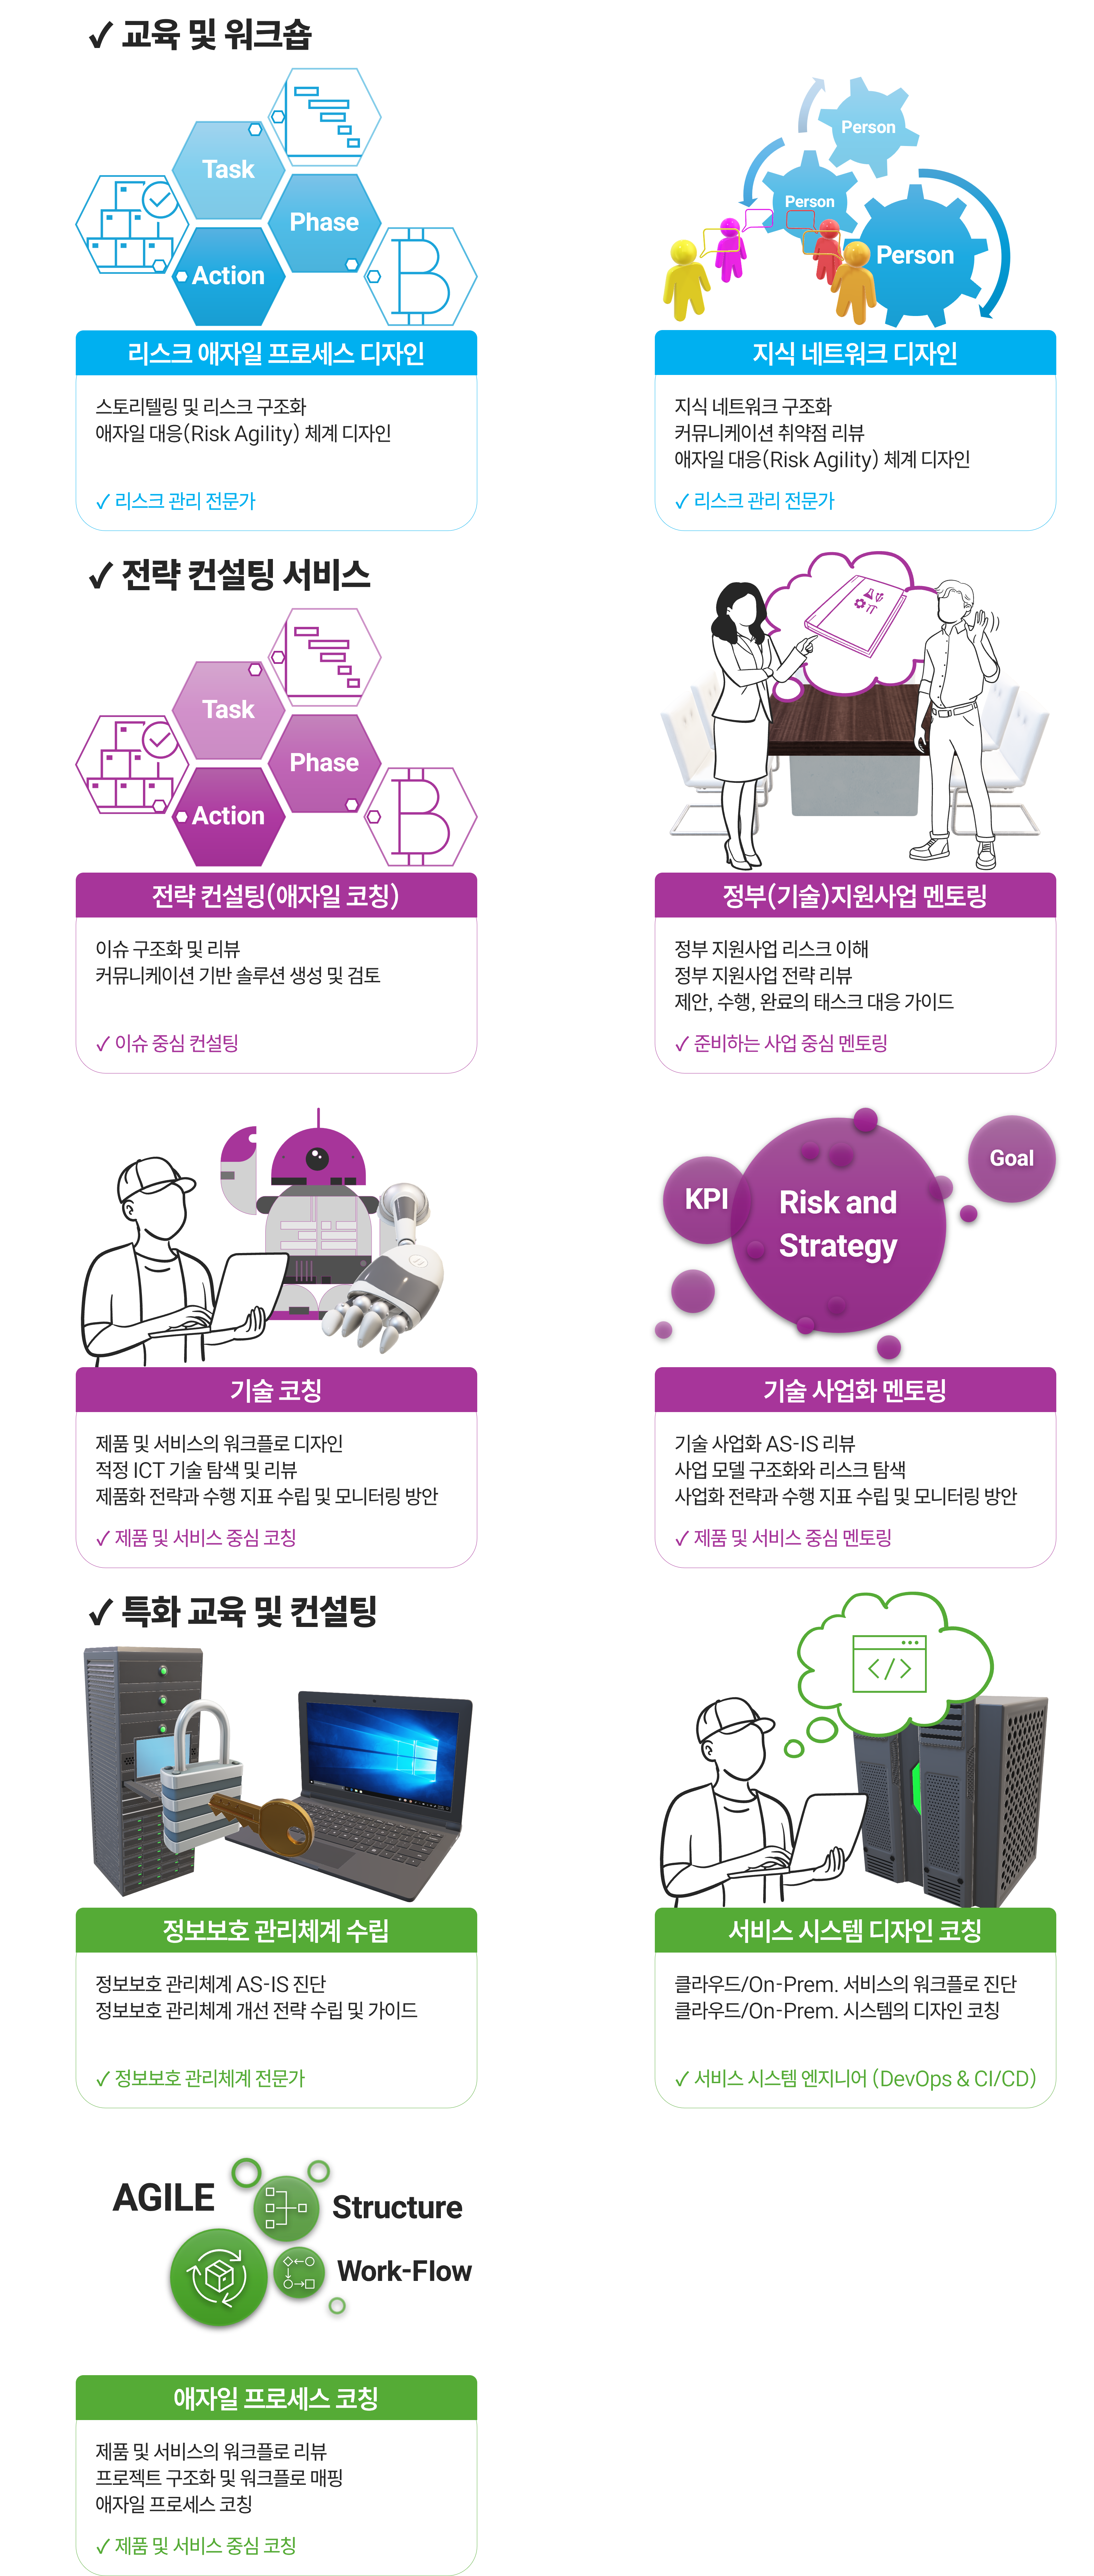 ✓ 교육 및 워크숍
Task
Phase
Action
리스크 애자일 프로세스 디자인
스토리텔링 및 리스크 구조화
애자일 대응(Risk Agility) 체계 디자인
✓ 리스크 관리 전문가
Person
Person
Person
지식 네트워크 디자인
지식 네트워크 구조화
커뮤니케이션 취약점 리뷰
애자일 대응(Risk Agility) 체계 디자인
✓ 리스크 관리 전문가
✓ 전략 컨설팅 서비스
Task
Phase
Action
전략 컨설팅(애자일 코칭)
이슈 구조화 및 리뷰
커뮤니케이션 기반 솔루션 생성 및 검토
✓ 이슈 중심 컨설팅
IT
정부(기술)지원사업 멘토링
정부 지원사업 리스크 이해
정부 지원사업 전략 리뷰
제안, 수행, 완료의 태스크 대응 가이드
✓ 준비하는 사업 중심 멘토링
기술 코칭
제품 및 서비스의 워크플로 디자인
적정 ICT 기술 탐색 및 리뷰
제품화 전략과 수행 지표 수립 및 모니터링 방안
✓ 제품 및 서비스 중심 코칭
KPI
Risk and
Strategy
Goal
기술 사업화 멘토링
기술 사업화 AS-IS 리뷰
사업 모델 구조화와 리스크 탐색
사업화 전략과 수행 지표 수립 및 모니터링 방안
✓ 제품 및 서비스 중심 멘토링
✓ 특화 교육 및 컨설팅
정보보호 관리체계 수립
정보보호 관리체계 AS-IS 진단
정보보호 관리체계 개선 전략 수립 및 가이드
✓ 정보보호 관리체계 전문가
</>
서비스 시스템 디자인 코칭
클라우드/On-Prem. 서비스의 워크플로 진단
클라우드/On-Prem. 시스템의 디자인 코칭
✓ 서비스 시스템 엔지니어 (DevOps & CI/CD)
AGILE
Structure
Work-Flow
애자일 프로세스 코칭
제품 및 서비스의 워크플로 리뷰
프로젝트 구조화 및 워크플로 매핑
애자일 프로세스 코칭
✓ 제품 및 서비스 중심 코칭